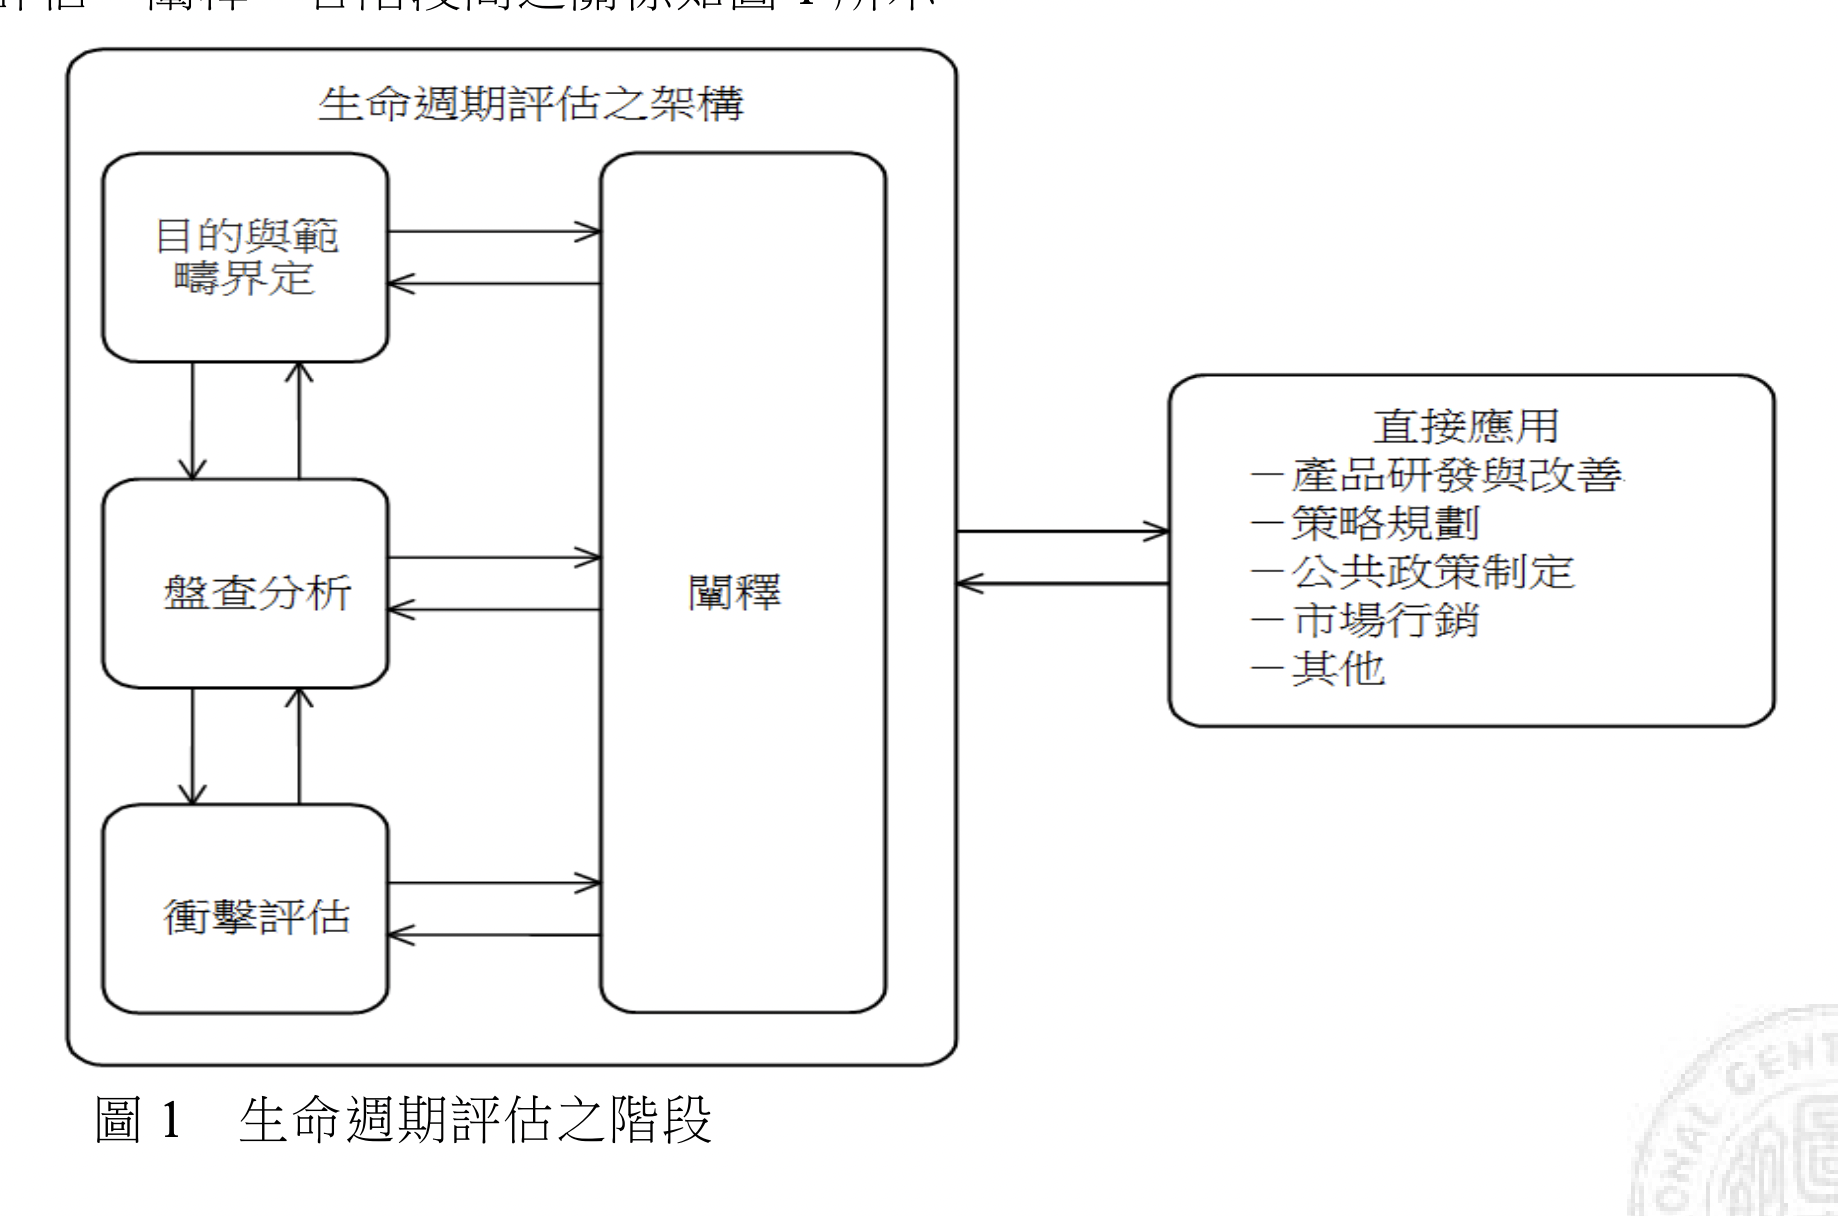 生命週期評估之架構
目的與範
疇界定
盤查分析
衝擊評估
闡釋
直接應用
－產品研發與改善
－策略規劃
－公共政策制定
－市場行銷
－其他
圖 1　生命週期評估之階段